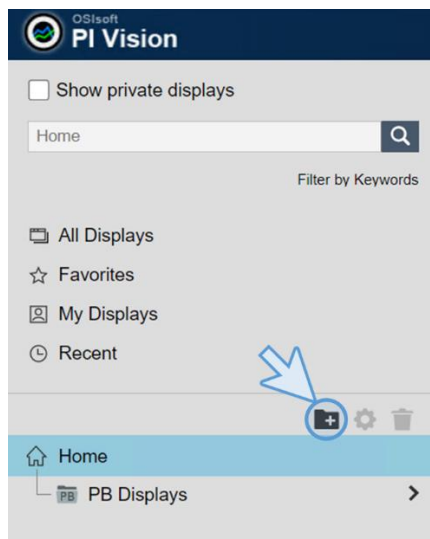 OSIsoft
PI Vision
Show private displays
Home
Filter by Keywords
All Displays
Favorites
My Displays
Recent
Home
PB
PB Displays